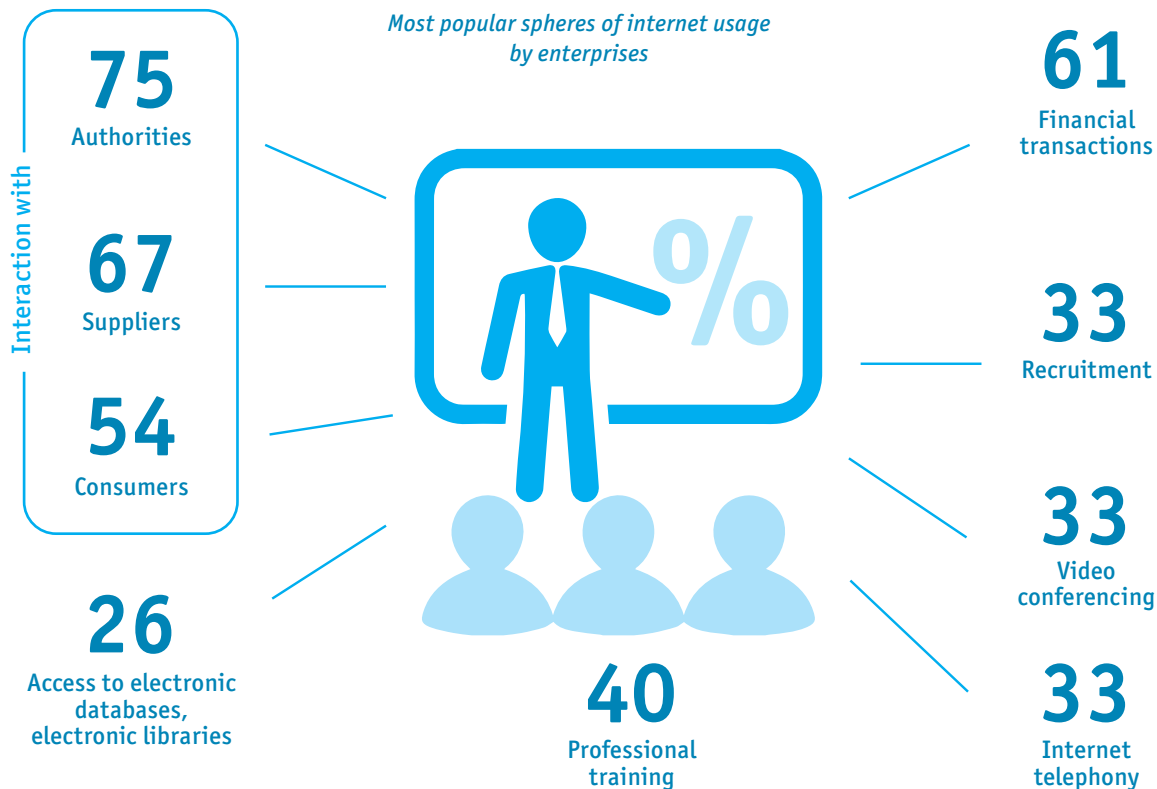 Most popular spheres of internet usage
by enterprises
Interaction with
75
Authorities
67
Suppliers
54
Consumers
26
Access to electronic
databases,
electronic libraries
%
40
Professional
training
61
Financial
transactions
33
Recruitment
33
Video
conferencing
33
Internet
telephony